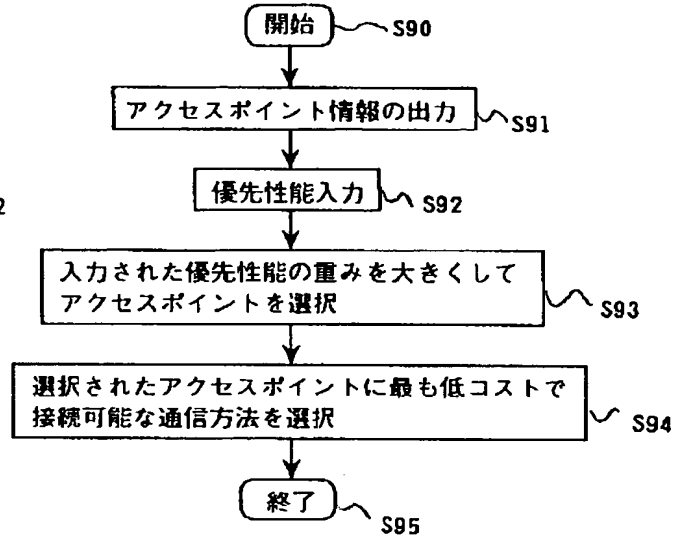 開始
S90
アクセスポイント情報の出力
S91
優先性能入力
S92
2
入力された優先性能の重みを大きくして
アクセスポイントを選択
S93
選択されたアクセスポイントに最も低コストで
接続可能な通信方法を選択
S94
終了
S95